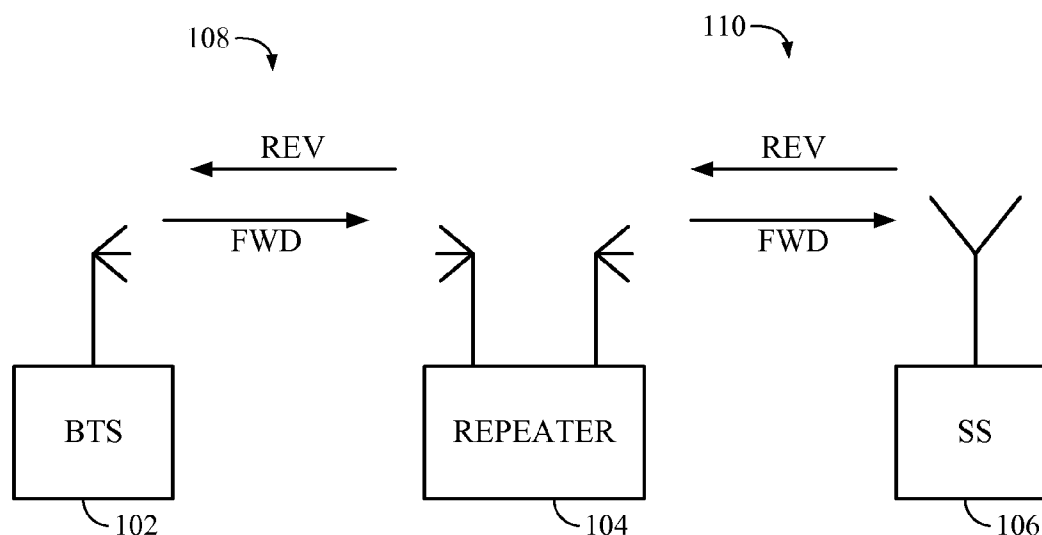 108
110
REV
REV
FWD
FWD
BTS
REPEATER
SS
102
104
106